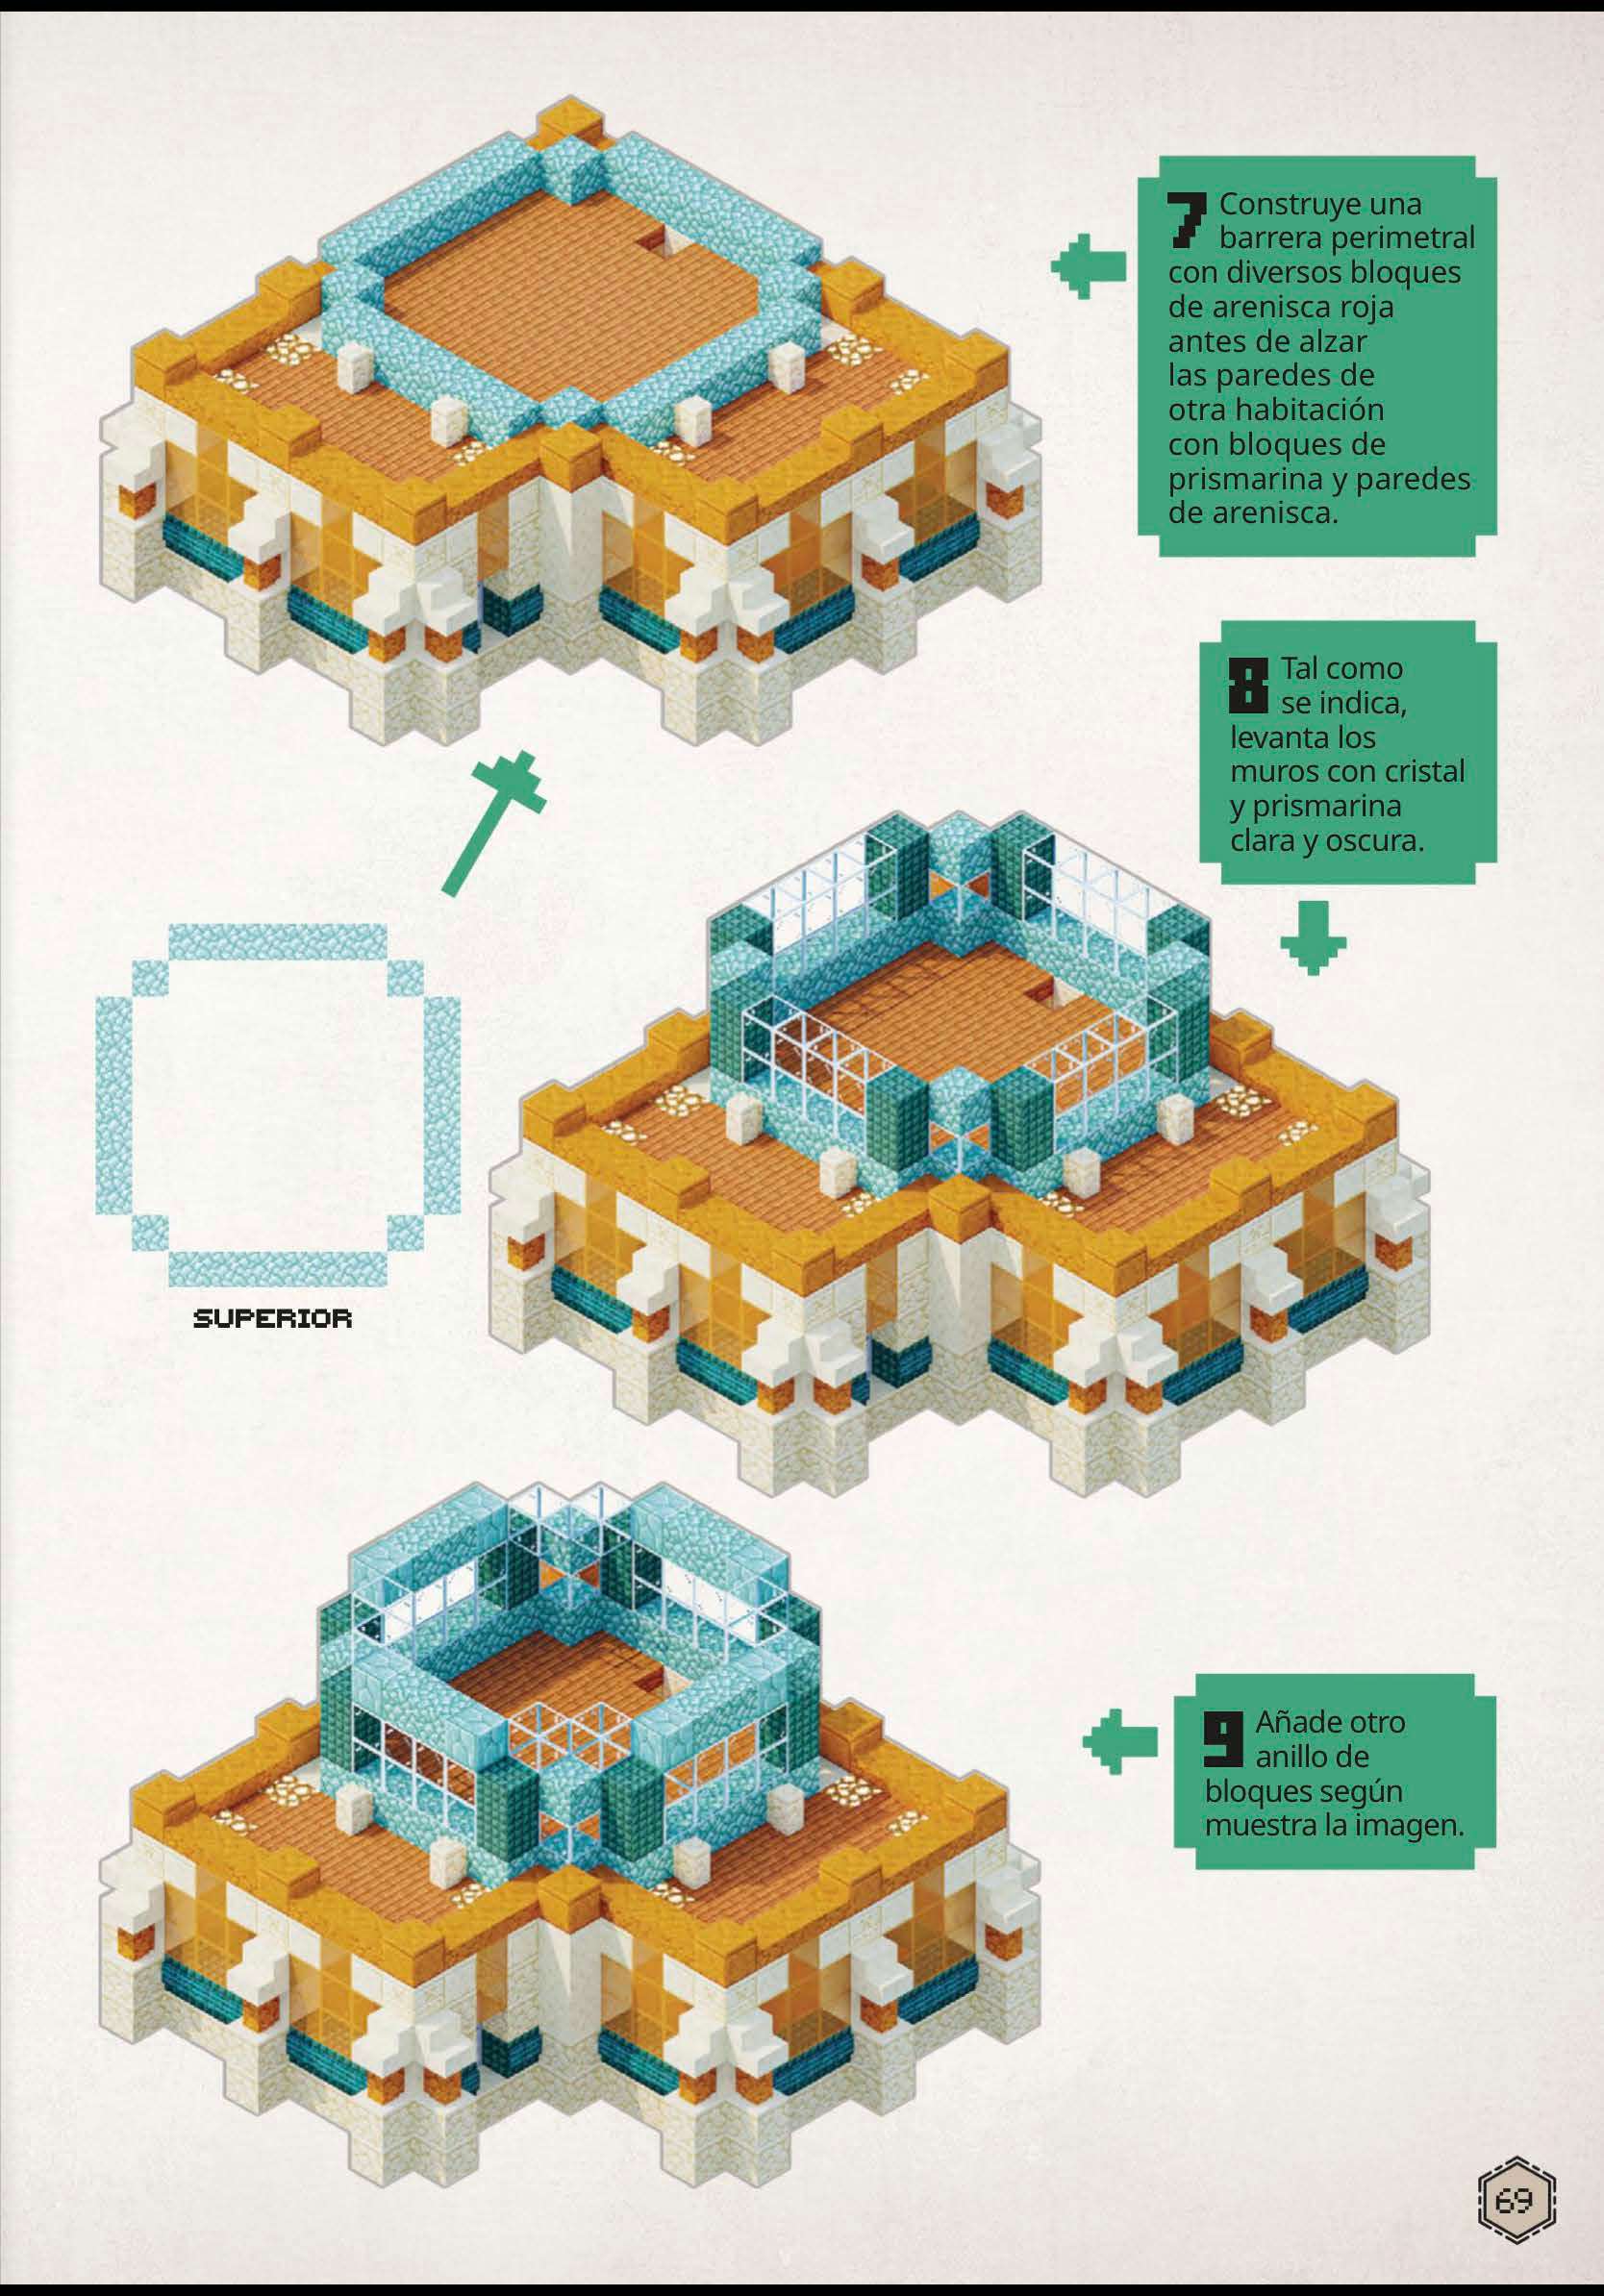 7 Construye una
barrera perimetral
con diversos bloques
de arenisca roja
antes de alzar
las paredes de
otra habitación
con bloques de
prismarina y paredes
de arenisca.
8 Tal como
se indica,
levanta los
muros con cristal
y prismarina
clara y oscura.
SUPERIOR
9 Añade otro
anillo de
bloques según
muestra la imagen.
69